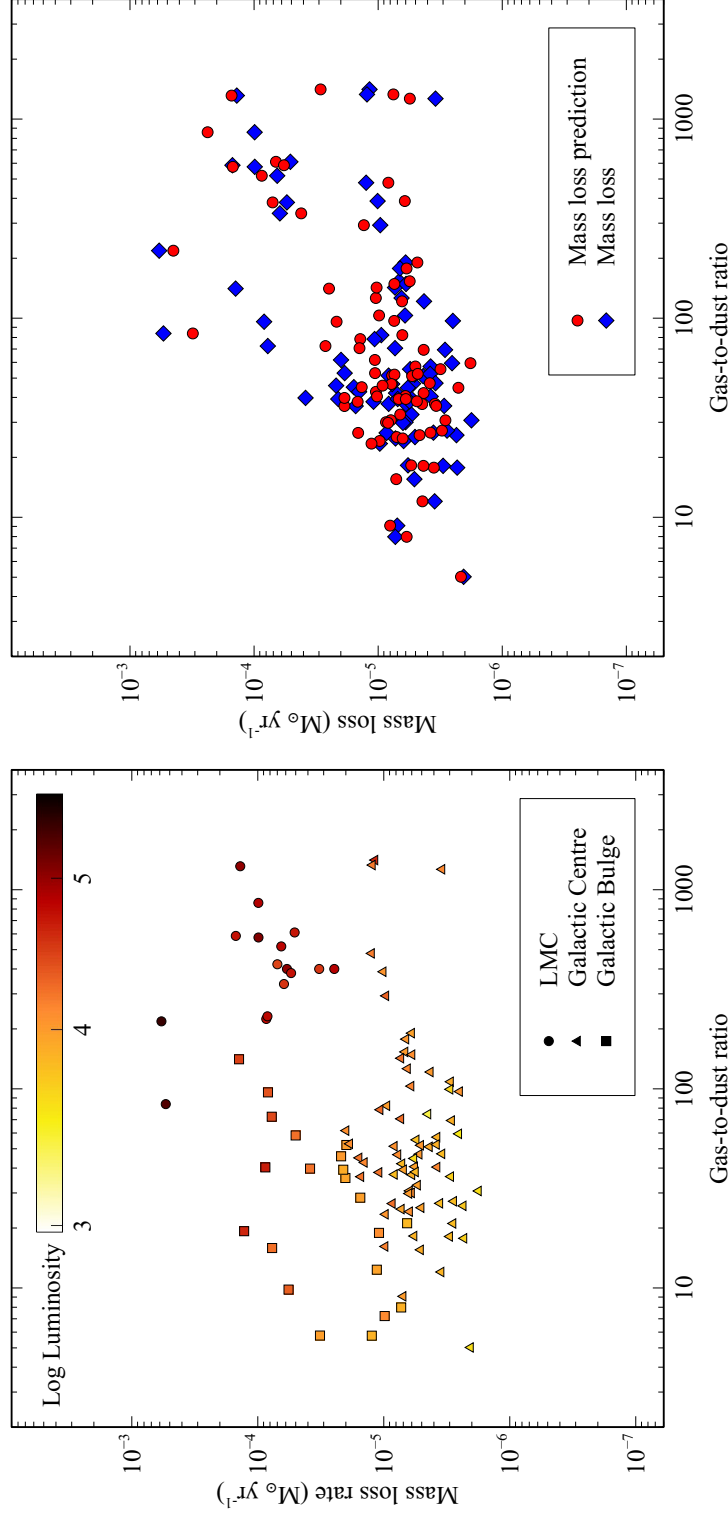 Log Luminosity
3
4
5
10⁻³
10⁻⁴
10⁻⁵
10⁻⁶
10⁻⁷
Mass loss rate (M⊙ yr⁻¹)
LMC
Galactic Centre
Galactic Bulge
10
100
1000
Gas-to-dust ratio
10⁻³
10⁻⁴
10⁻⁵
10⁻⁶
10⁻⁷
Mass loss (M⊙ yr⁻¹)
Mass loss prediction
Mass loss
10
100
1000
Gas-to-dust ratio